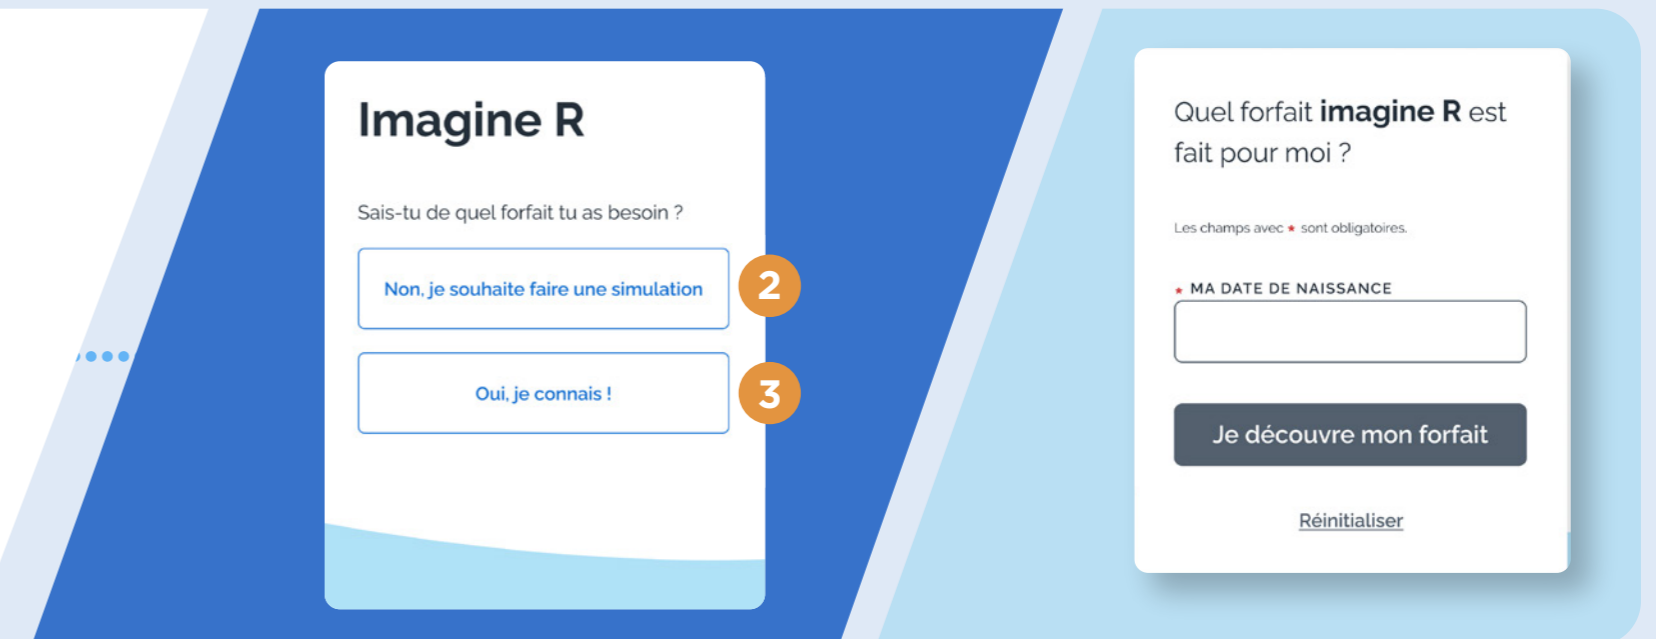 Imagine R
Sais-tu de quel forfait tu as besoin ?
Non, je souhaite faire une simulation
2
Oui, je connais !
3
Quel forfait imagine R est
fait pour moi ?
Les champs avec * sont obligatoires.
* MA DATE DE NAISSANCE
Je découvre mon forfait
Réinitialiser